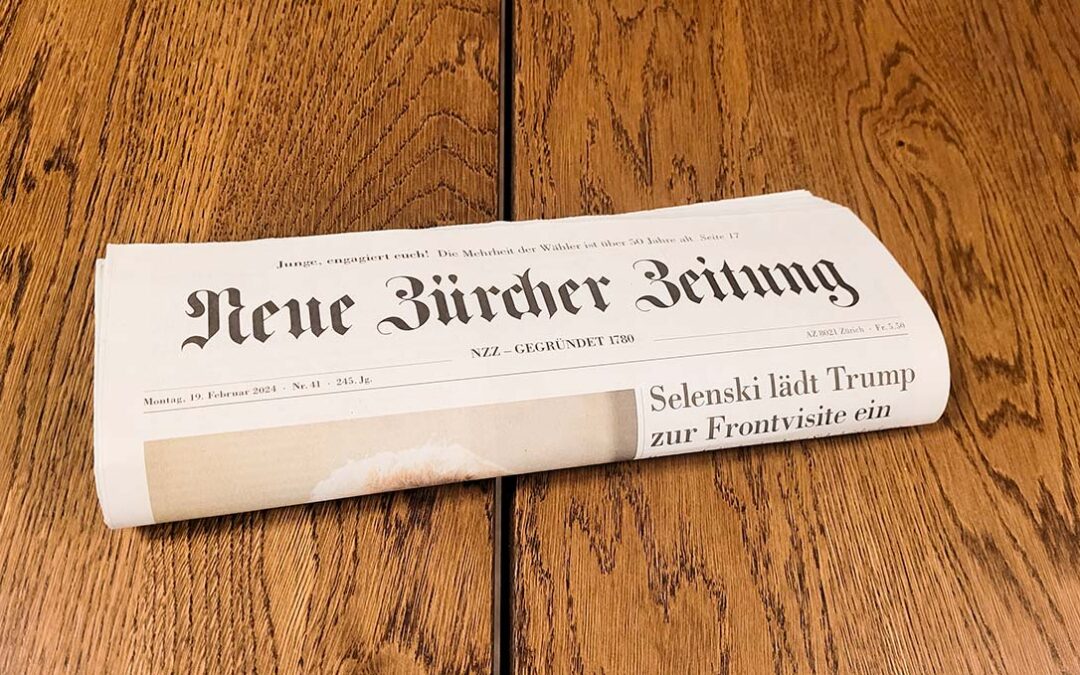 Junge, engagiert euch! Die Mehrheit der Wähler ist über 50 Jahre alt. Seite 17
Neue Zürcher Zeitung
NZZ – GEGRÜNDET 1780
Montag, 19. Februar 2024 · Nr. 41 · 245. Jg.
AZ 8021 Zürich · Fr. 5.50
Selenski lädt Trump
zur Frontvisite ein